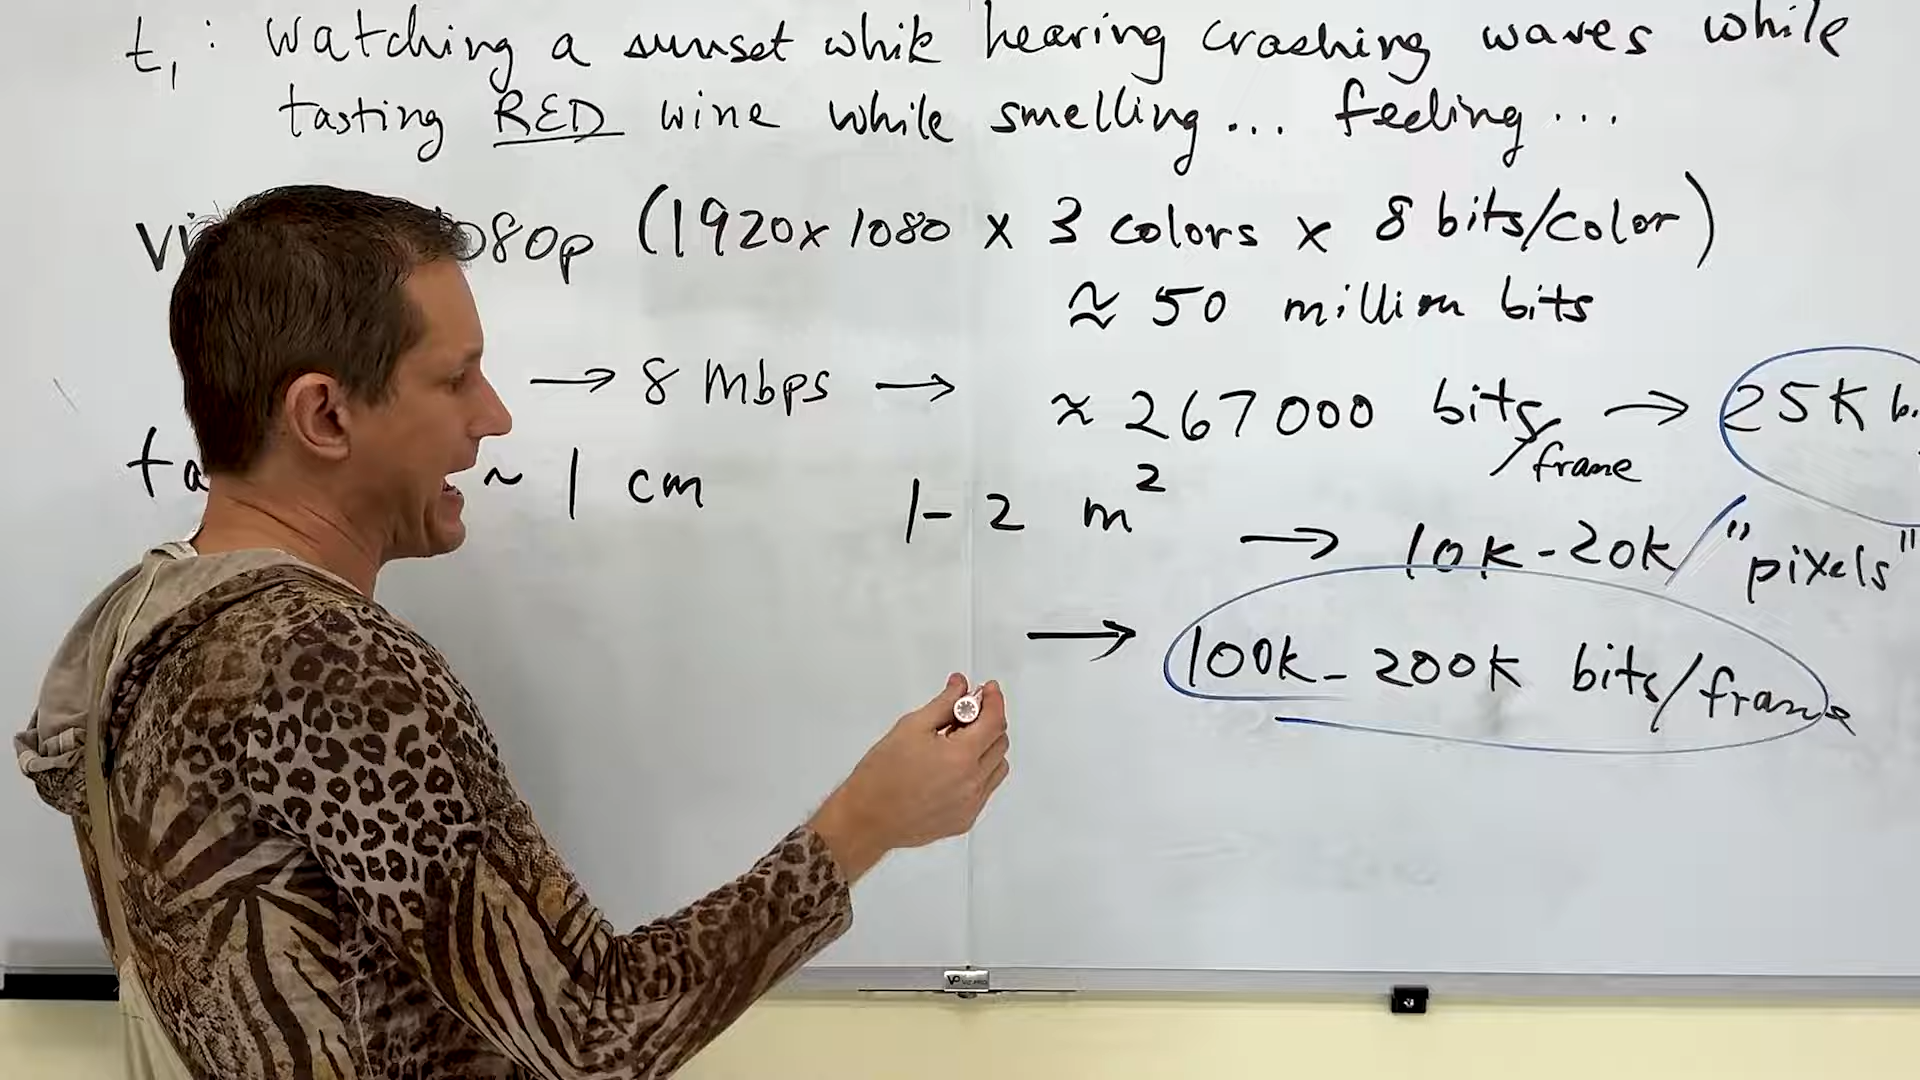 t₁ : Watching a sunset while hearing crashing waves while
tasting RED wine while smelling... feeling...
080p (1920x1080 x 3 colors x 8 bits/color)
≈ 50 million bits
→ 8 Mbps → ≈ 267000 bits/frame → 25K b
~ 1 cm 1-2 m² → 10K-20K "pixels"
→ 100K-200K bits/frame